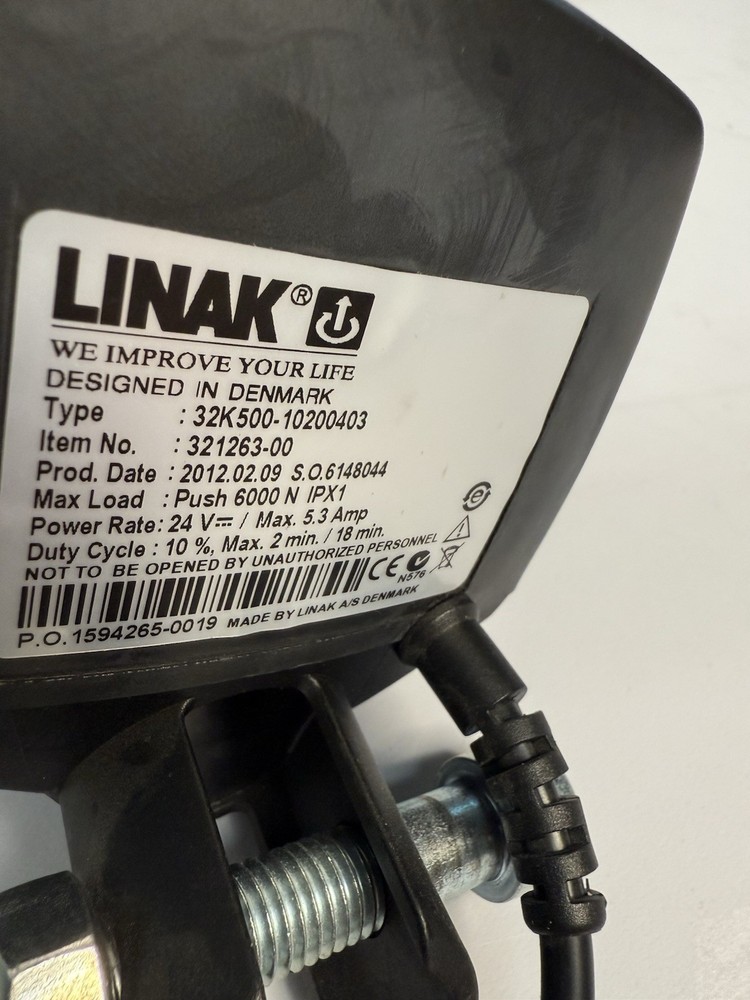 LINAK®
WE IMPROVE YOUR LIFE
DESIGNED IN DENMARK
Type : 32K500-10200403
Item No. : 321263-00
Prod. Date : 2012.02.09 S.O.6148044
Max Load : Push 6000 N IPX1
Power Rate: 24 V⎓ / Max. 5.3 Amp
Duty Cycle : 10 %, Max. 2 min. / 18 min.
NOT TO BE OPENED BY UNAUTHORIZED PERSONNEL
CE N576
P.O.1594265-0019 MADE BY LINAK A/S DENMARK